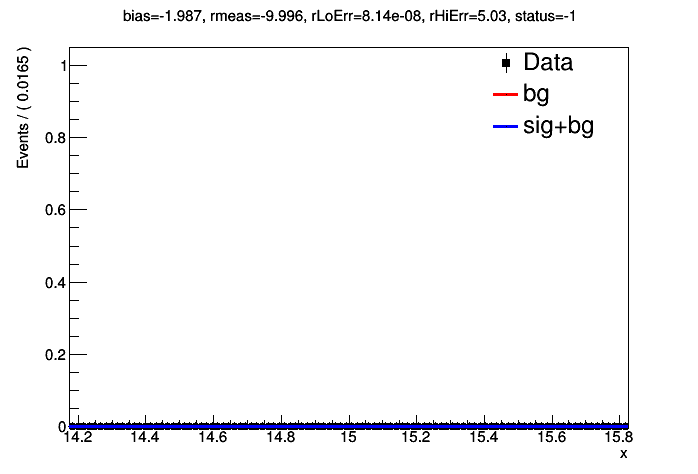 bias=-1.987, rmeas=-9.996, rLoErr=8.14e-08, rHiErr=5.03, status=-1
Events / ( 0.0165 )
1
0.8
0.6
0.4
0.2
0
Data
bg
sig+bg
14.2 14.4 14.6 14.8 15 15.2 15.4 15.6 15.8
x